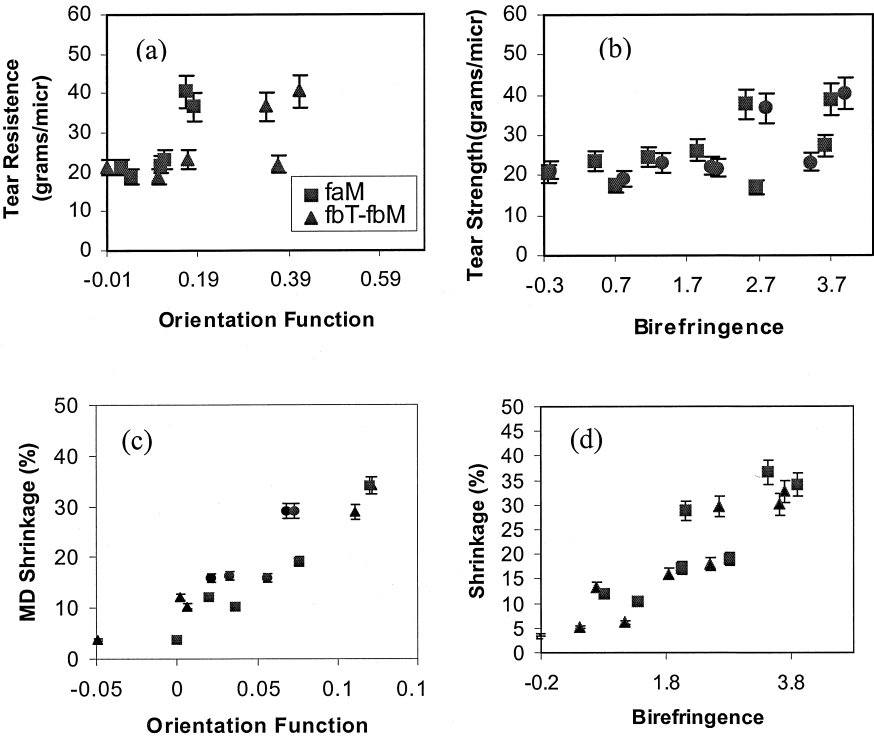 60
50
40
30
20
10
0
-0.01 0.19 0.39 0.59
Tear Resistence
(grams/micr)
Orientation Function
(a)
faM
fbT-fbM
60
50
40
30
20
10
0
-0.3 0.7 1.7 2.7 3.7
Tear Strength(grams/micr)
Birefringence
(b)
50
40
30
20
10
0
-0.05 0 0.05 0.1 0.1
MD Shrinkage (%)
Orientation Function
(c)
50
45
40
35
30
25
20
15
10
5
0
-0.2 1.8 3.8
Shrinkage (%)
Birefringence
(d)